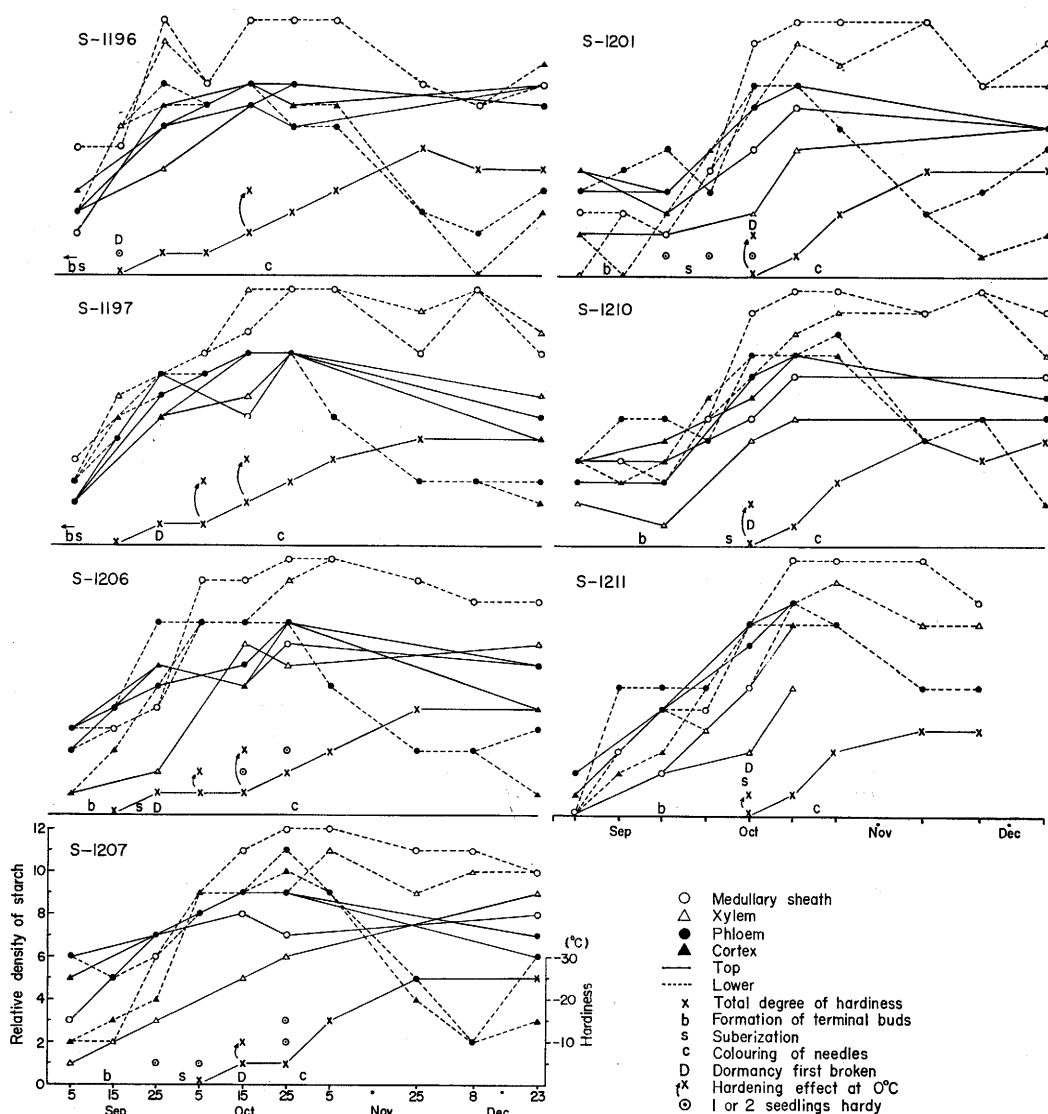 S-1196
S-1201
D
D
b s
c
b
s
c
S-1197
S-1210
D
b s
D
c
b
s
c
S-1206
S-1211
D
s
b
s
D
c
b
c
Sep
Oct
Nov
Dec
S-1207
12
10
8
6
4
2
0
Relative density of starch
(°C)
-30
-20
-10
Hardiness
b
s
D
c
5
15
25
5
15
25
5
25
8
23
Sep
Oct
Nov
Dec
Medullary sheath
Xylem
Phloem
Cortex
Top
Lower
x Total degree of hardiness
b Formation of terminal buds
s Suberization
c Colouring of needles
D Dormancy first broken
x Hardening effect at 0°C
1 or 2 seedlings hardy